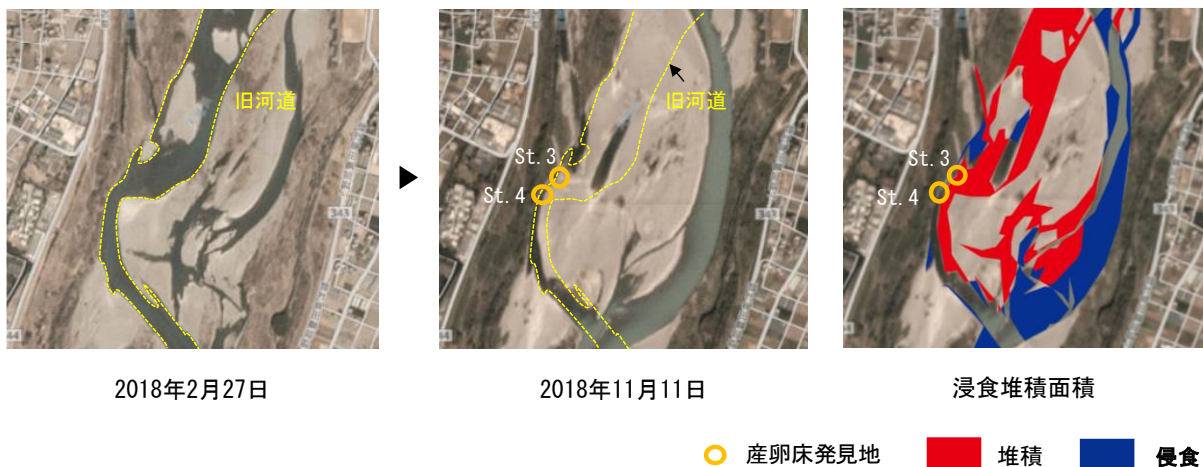 旧河道
St. 3
St. 4
343
旧河道
St. 3
St. 4
44
2018年2月27日
▶
2018年11月11日
浸食堆積面積
産卵床発見地
堆積
侵食